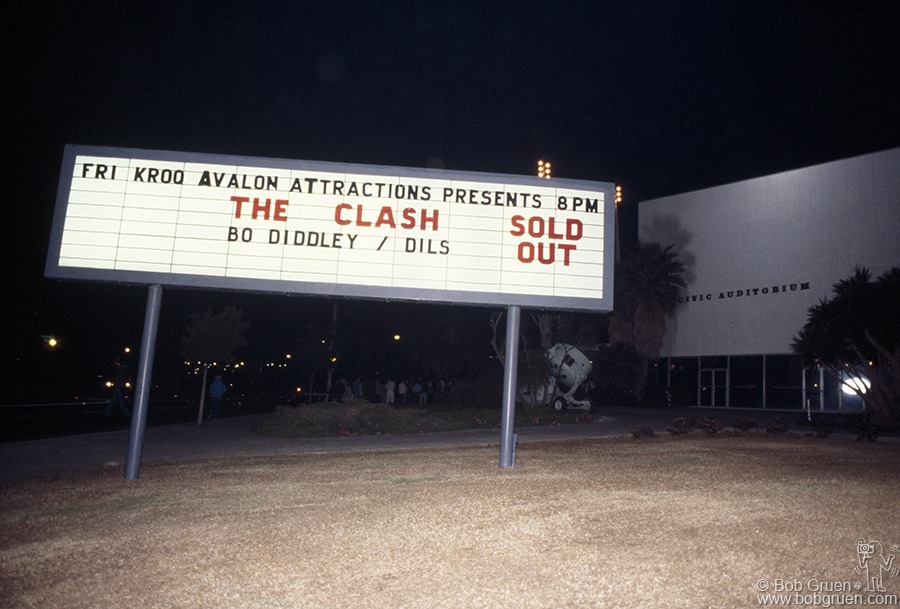 FRI KROQ AVALON ATTRACTIONS PRESENTS 8PM
THE CLASH SOLD
BO DIDDLEY / DILS OUT
CIVIC AUDITORIUM
© Bob Gruen
www.bobgruen.com